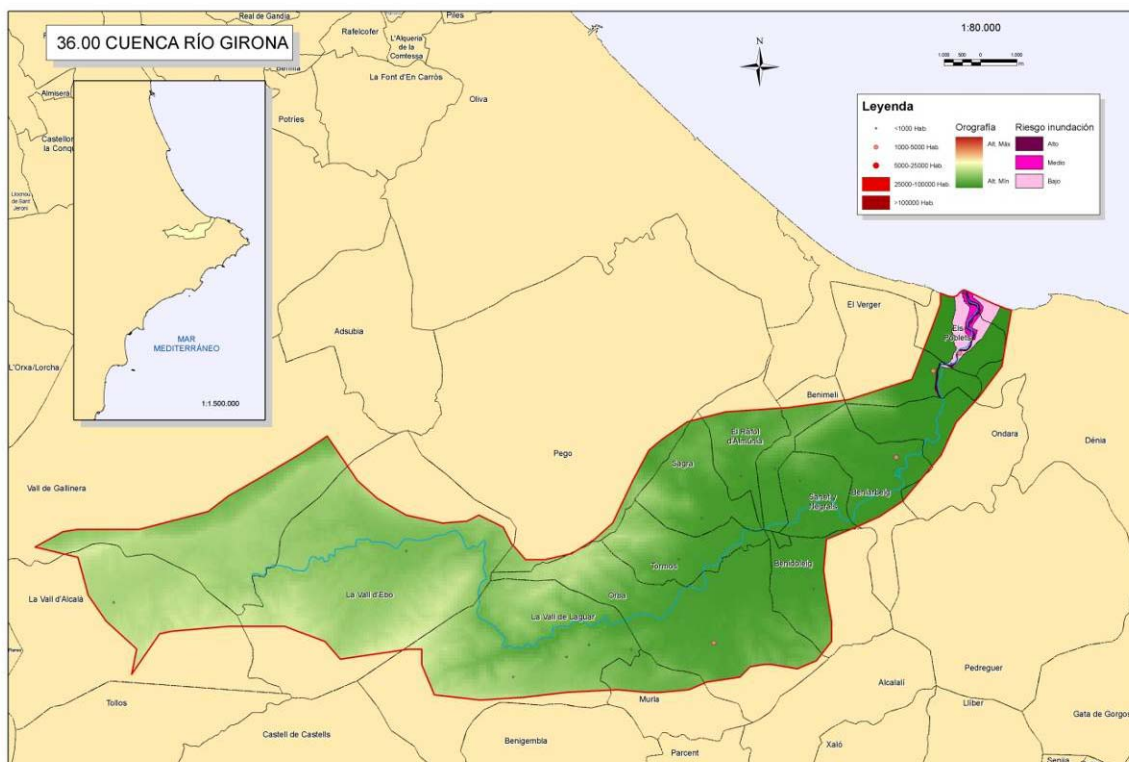 36.00 CUENCA RÍO GIRONA
1:80.000
N
Real de Gandía
Rafelcofer
Piles
L'Alqueria
de la
Comtessa
La Font d'En Carròs
Oliva
Potríes
Castellon
la Conq
L'Orxa/Lorcha
Adsubia
MAR
MEDITERRÁNEO
1:1.500.000
Leyenda
<1000 Hab
1000-5000 Hab
5000-25000 Hab
25000-100000 Hab
>100000 Hab
Orografía
Alt. Máx
Alt. Mín
Riesgo inundación
Alto
Medio
Bajo
El Verger
Els
Poblets
Benimeli
Ondara
Dénia
Pego
El Ràfol
d'Almúnia
Sagra
Sanet y
Negrals
Beniarbeig
Vall de Gallinera
Tormos
Benidoleig
La Vall d'Alcalà
La Vall d'Ebo
Orba
La Vall de Laguar
Pedreguer
Tollos
Murla
Alcalalí
Llíber
Gata de Gorgos
Castell de Castells
Benigembla
Parcent
Xaló
Senija